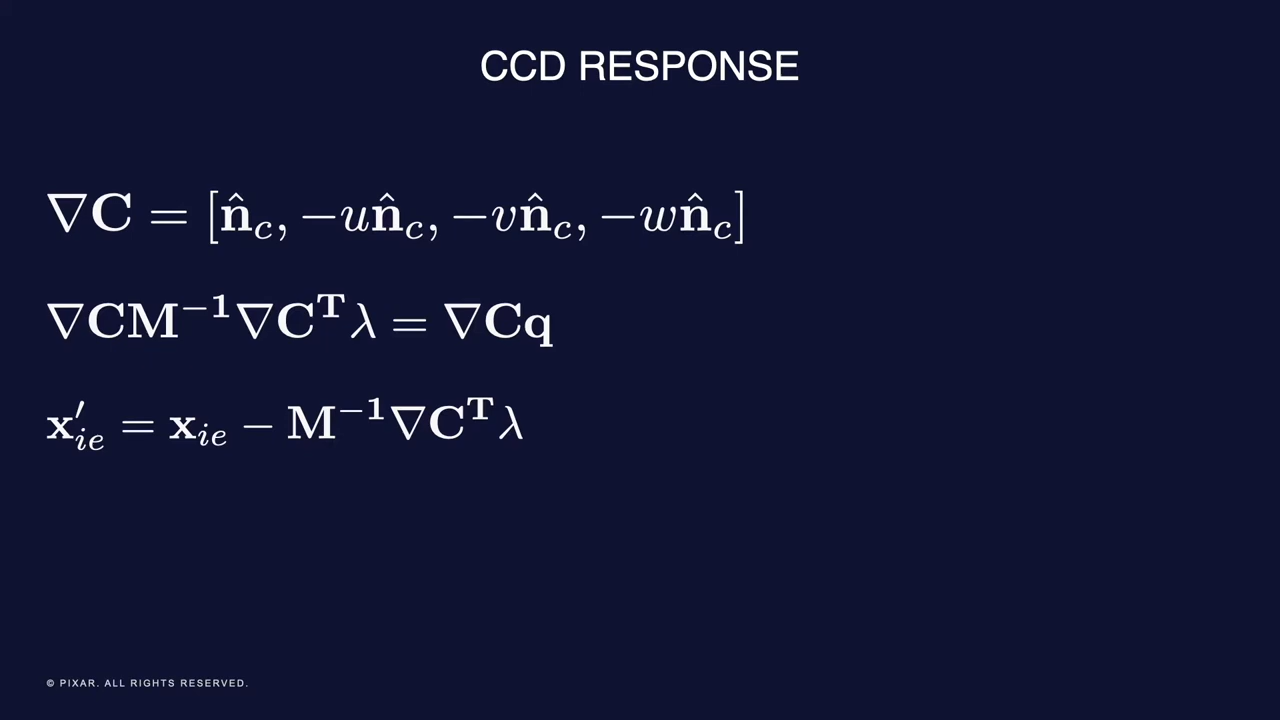 CCD RESPONSE
∇C = [n̂_c, −un̂_c, −vn̂_c, −wn̂_c]
∇CM⁻¹∇Cᵀλ = ∇Cq
x′_ie = x_ie − M⁻¹∇Cᵀλ
© PIXAR. ALL RIGHTS RESERVED.